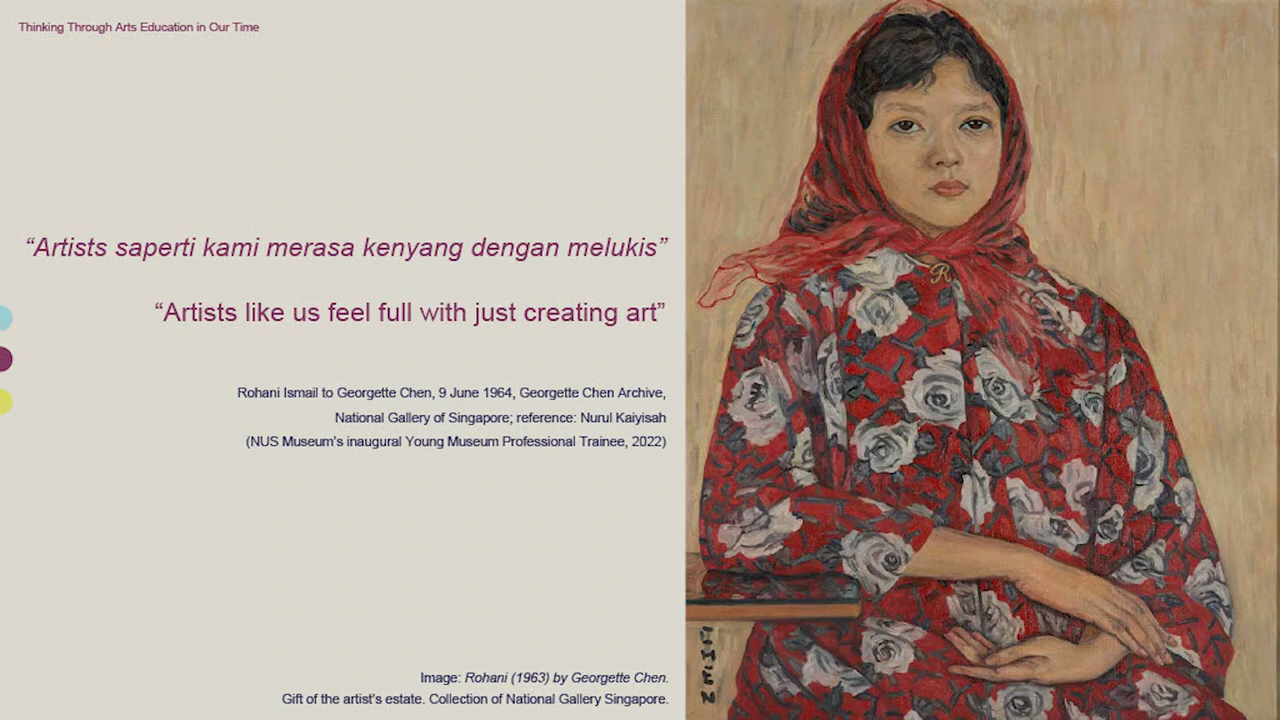 Thinking Through Arts Education in Our Time
“Artists saperti kami merasa kenyang dengan melukis”
“Artists like us feel full with just creating art”
Rohani Ismail to Georgette Chen, 9 June 1964, Georgette Chen Archive,
National Gallery of Singapore; reference: Nurul Kaiyisah
(NUS Museum’s inaugural Young Museum Professional Trainee, 2022)
Image: Rohani (1963) by Georgette Chen.
Gift of the artist’s estate. Collection of National Gallery Singapore.
R